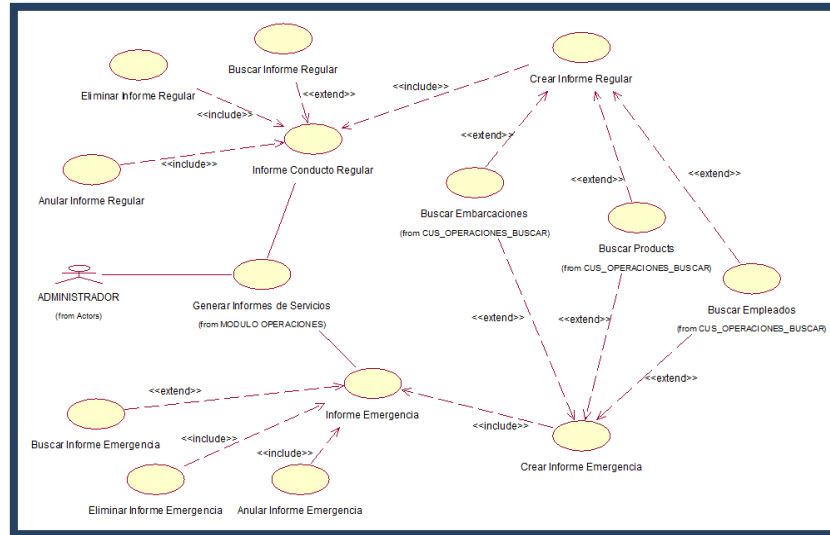 Buscar Informe Regular
Crear Informe Regular
Eliminar Informe Regular
<<extend>>
<<include>>
<<include>>
<<extend>>
<<include>>
Informe Conducto Regular
<<extend>>
<<extend>>
Anular Informe Regular
Buscar Embarcaciones
(from CUS_OPERACIONES_BUSCAR)
Buscar Products
(from CUS_OPERACIONES_BUSCAR)
ADMINISTRADOR
(from Actors)
Generar Informes de Servicios
(from MODULO OPERACIONES)
Buscar Empleados
(from CUS_OPERACIONES_BUSCAR)
<<extend>>
<<extend>>
<<extend>>
<<extend>>
Informe Emergencia
<<include>>
<<include>>
Buscar Informe Emergencia
<<include>>
Crear Informe Emergencia
Eliminar Informe Emergencia
Anular Informe Emergencia